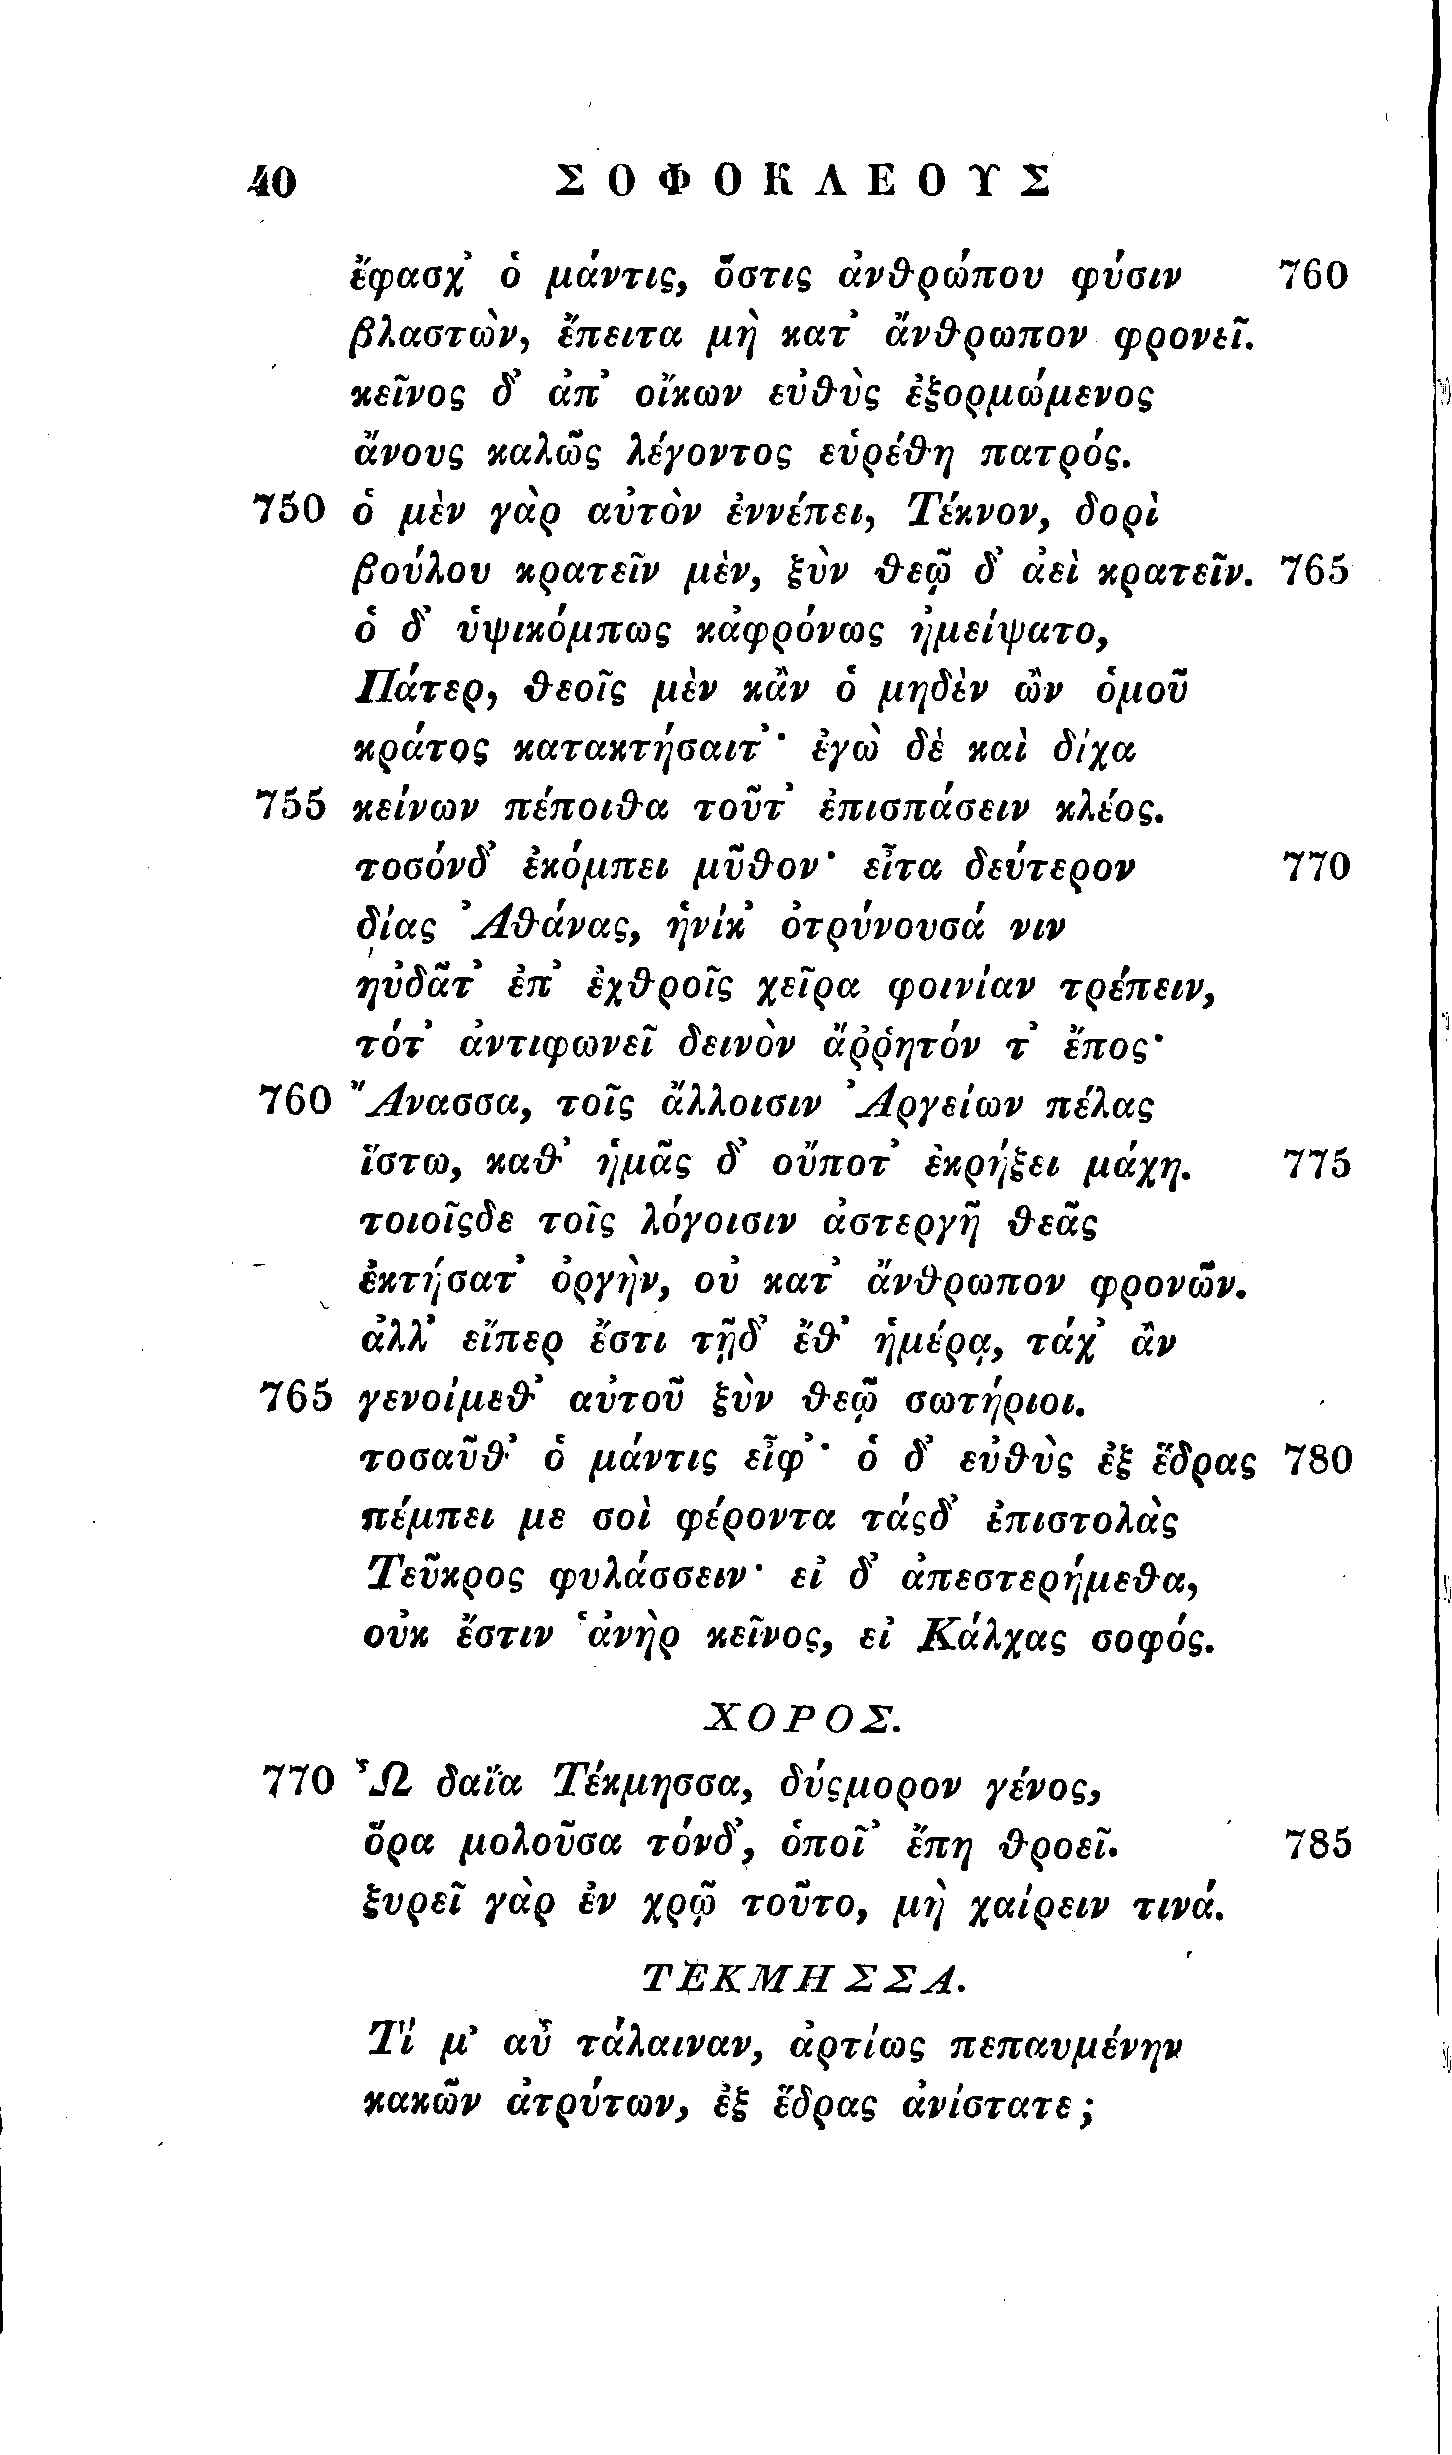 40 ΣΟΦΟΚΛΕΟΥΣ
ἔφασχ’ ὁ μάντις, ὅστις ἀνθρώπου φύσιν 760
βλαστὼν, ἔπειτα μὴ κατ’ ἄνθρωπον φρονεῖ.
κεῖνος δ’ ἀπ’ οἴκων εὐθὺς ἐξορμώμενος
ἄνους καλῶς λέγοντος εὑρέθη πατρός.
750 ὁ μὲν γὰρ αὐτὸν ἐννέπει, Τέκνον, δορὶ
βούλου κρατεῖν μὲν, ξὺν θεῷ δ’ ἀεὶ κρατεῖν. 765
ὁ δ’ ὑψικόμπως κἀφρόνως ἠμείψατο,
Πάτερ, θεοῖς μὲν κἂν ὁ μηδὲν ὢν ὁμοῦ
κράτος κατακτήσαιτ’· ἐγὼ δὲ καὶ δίχα
755 κείνων πέποιθα τοῦτ’ ἐπισπάσειν κλέος.
τοσόνδ’ ἐκόμπει μῦθον· εἶτα δεύτερον 770
δίας Ἀθάνας, ἡνίκ’ ὀτρύνουσά νιν
ηὐδᾶτ’ ἐπ’ ἐχθροῖς χεῖρα φοινίαν τρέπειν,
τότ’ ἀντιφωνεῖ δεινὸν ἄῤῥητόν τ’ ἔπος·
760 Ἄνασσα, τοῖς ἄλλοισιν Ἀργείων πέλας
ἵστω, καθ’ ἡμᾶς δ’ οὔποτ’ ἐκρήξει μάχη. 775
τοιοῖςδε τοῖς λόγοισιν ἀστεργῆ θεᾶς
ἐκτήσατ’ ὀργὴν, οὐ κατ’ ἄνθρωπον φρονῶν.
ἀλλ’ εἴπερ ἔστι τῇδ’ ἔθ’ ἡμέρᾳ, τάχ’ ἂν
765 γενοίμεθ’ αὐτοῦ ξὺν θεῷ σωτήριοι.
τοσαῦθ’ ὁ μάντις εἶφ’· ὁ δ’ εὐθὺς ἐξ ἕδρας 780
πέμπει με σοὶ φέροντα τάςδ’ ἐπιστολὰς
Τεῦκρος φυλάσσειν· εἰ δ’ ἀπεστερήμεθα,
οὐκ ἔστιν ῾ἀνὴρ κεῖνος, εἰ Κάλχας σοφός.
ΧΟΡΟΣ.
770 Ὦ δαΐα Τέκμησσα, δύςμορον γένος,
ὅρα μολοῦσα τόνδ’, ὁποῖ’ ἔπη θροεῖ. 785
ξυρεῖ γὰρ ἐν χρῷ τοῦτο, μὴ χαίρειν τινά.
ΤΕΚΜΗΣΣΑ.
Τί μ’ αὖ τάλαιναν, ἀρτίως πεπαυμένην
κακῶν ἀτρύτων, ἐξ ἕδρας ἀνίστατε;